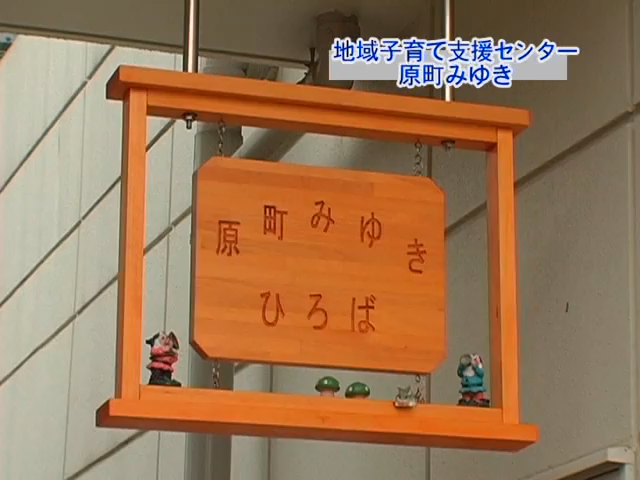 地域子育て支援センター
原町みゆき
原町みゆき
ひろば